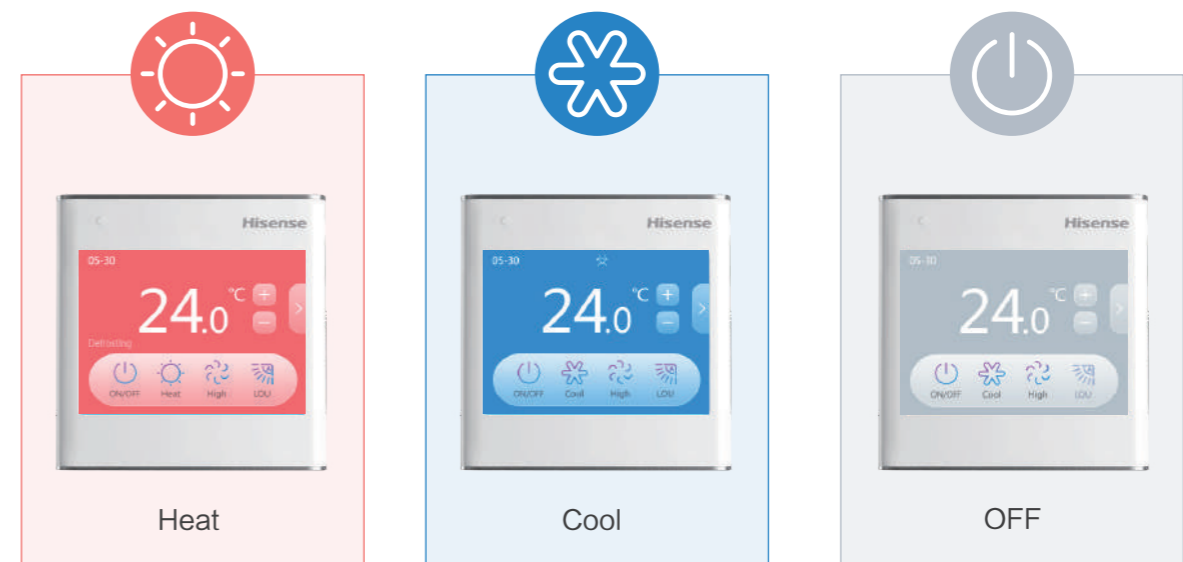 Hisense
05-30
24.0 °C
+
−
Defrosting
ON/OFF Heat High LOU
Heat
Hisense
05-30
24.0 °C
+
−
ON/OFF Cool High LOU
Cool
Hisense
05-30
24.0 °C
+
−
ON/OFF Cool High LOU
OFF